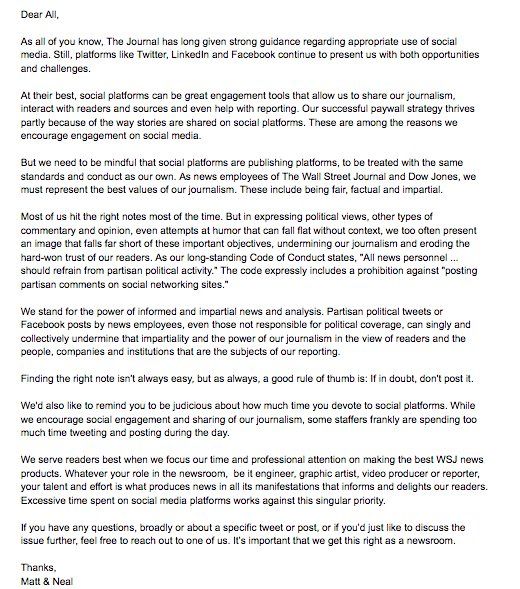 Dear All,
As all of you know, The Journal has long given strong guidance regarding appropriate use of social
media. Still, platforms like Twitter, LinkedIn and Facebook continue to present us with both opportunities
and challenges.
At their best, social platforms can be great engagement tools that allow us to share our journalism,
interact with readers and sources and even help with reporting. Our successful paywall strategy thrives
partly because of the way stories are shared on social platforms. These are among the reasons we
encourage engagement on social media.
But we need to be mindful that social platforms are publishing platforms, to be treated with the same
standards and conduct as our own. As news employees of The Wall Street Journal and Dow Jones, we
must represent the best values of our journalism. These include being fair, factual and impartial.
Most of us hit the right notes most of the time. But in expressing political views, other types of
commentary and opinion, even attempts at humor that can fall flat without context, we too often present
an image that falls far short of these important objectives, undermining our journalism and eroding the
hard-won trust of our readers. As our long-standing Code of Conduct states, "All news personnel ...
should refrain from partisan political activity." The code expressly includes a prohibition against "posting
partisan comments on social networking sites."
We stand for the power of informed and impartial news and analysis. Partisan political tweets or
Facebook posts by news employees, even those not responsible for political coverage, can singly and
collectively undermine that impartiality and the power of our journalism in the view of readers and the
people, companies and institutions that are the subjects of our reporting.
Finding the right note isn't always easy, but as always, a good rule of thumb is: If in doubt, don't post it.
We'd also like to remind you to be judicious about how much time you devote to social platforms. While
we encourage social engagement and sharing of our journalism, some staffers frankly are spending too
much time tweeting and posting during the day.
We serve readers best when we focus our time and professional attention on making the best WSJ news
products. Whatever your role in the newsroom, be it engineer, graphic artist, video producer or reporter,
your talent and effort is what produces news in all its manifestations that informs and delights our readers.
Excessive time spent on social media platforms works against this singular priority.
If you have any questions, broadly or about a specific tweet or post, or if you'd just like to discuss the
issue further, feel free to reach out to one of us. It's important that we get this right as a newsroom.
Thanks,
Matt & Neal